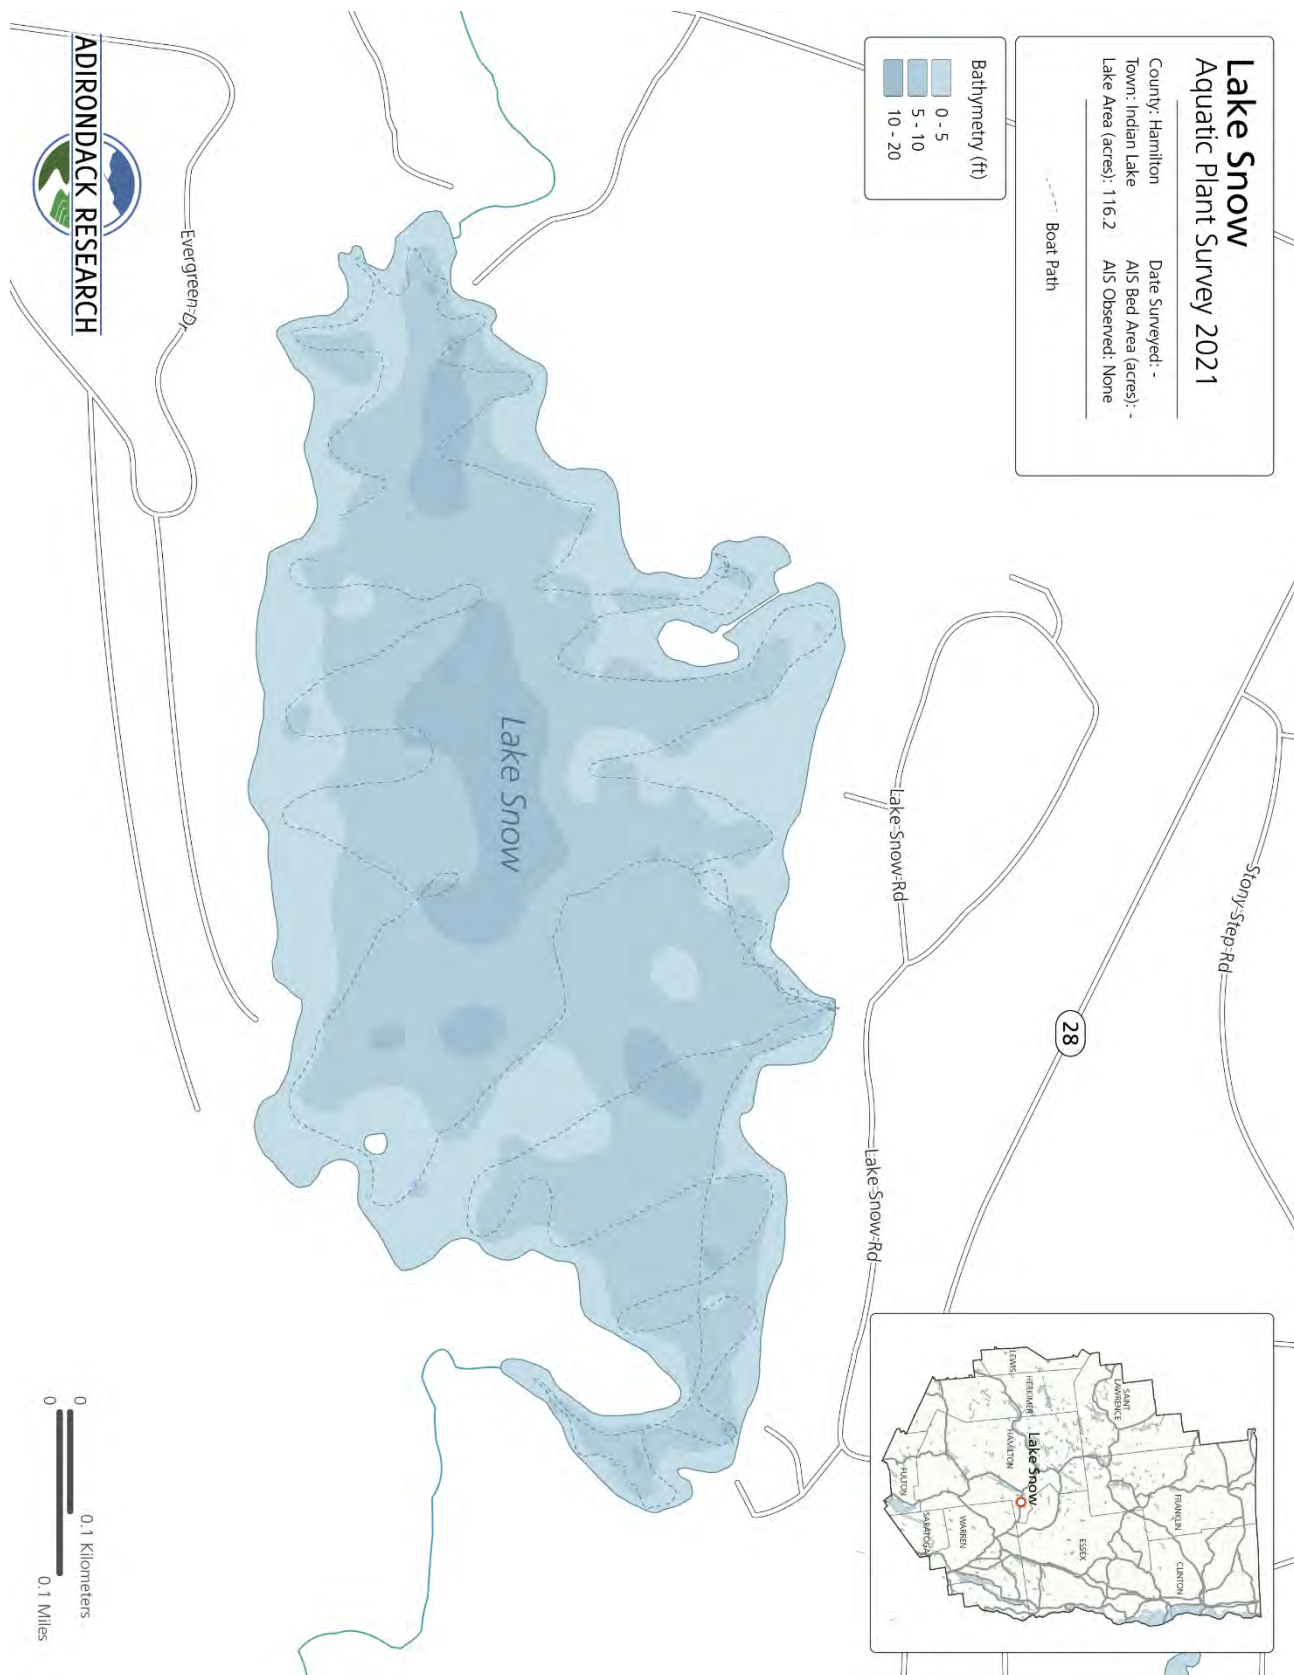 Lake Snow
Aquatic Plant Survey 2021
County: Hamilton Date Surveyed: -
Town: Indian Lake AIS Bed Area (acres): -
Lake Area (acres): 116.2 AIS Observed: None
Boat Path
Bathymetry (ft)
0 - 5
5 - 10
10 - 20
Stony-Step-Rd
28
Lake-Snow-Rd
Lake-Snow-Rd
Lake Snow
Evergreen-Dr
ADIRONDACK RESEARCH
SAINT
LAWRENCE
FRANKLIN
CLINTON
LEWIS
HERKIMER
HAMILTON
Lake Snow
ESSEX
WARREN
FULTON
SARATOGA
0 0.1 Kilometers
0 0.1 Miles